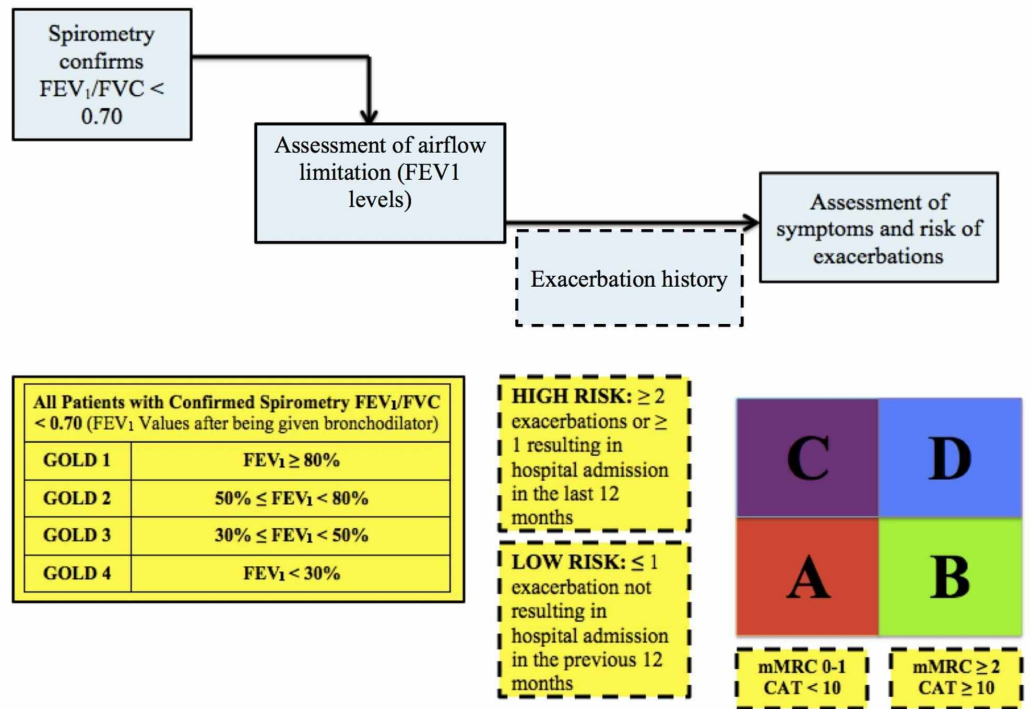 Spirometry
confirms
FEV₁/FVC <
0.70
Assessment of airflow
limitation (FEV1
levels)
Exacerbation history
Assessment of
symptoms and risk of
exacerbations
All Patients with Confirmed Spirometry FEV₁/FVC
< 0.70 (FEV₁ Values after being given bronchodilator)
GOLD 1 FEV₁ ≥ 80%
GOLD 2 50% ≤ FEV₁ < 80%
GOLD 3 30% ≤ FEV₁ < 50%
GOLD 4 FEV₁ < 30%
HIGH RISK: ≥ 2
exacerbations or ≥
1 resulting in
hospital admission
in the last 12
months
LOW RISK: ≤ 1
exacerbation not
resulting in
hospital admission
in the previous 12
months
C D
A B
mMRC 0-1
CAT < 10
mMRC ≥ 2
CAT ≥ 10